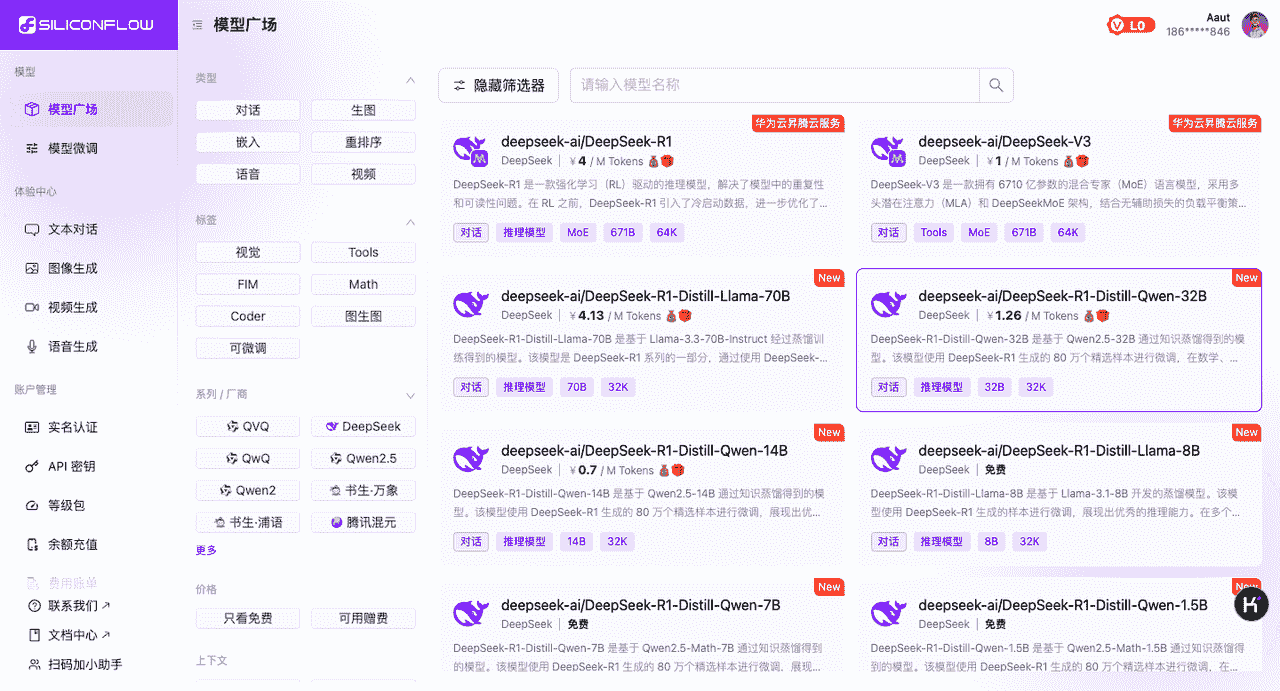 SILICONFLOW
模型广场
L0
Aaut
186*****846
模型
模型广场
模型微调
体验中心
文本对话
图像生成
视频生成
语音生成
账户管理
实名认证
API 密钥
等级包
余额充值
费用账单
联系我们
文档中心
扫码加小助手
类型
对话
生图
嵌入
重排序
语音
视频
标签
视觉
Tools
FIM
Math
Coder
图生图
可微调
系列 / 厂商
QVQ
DeepSeek
QwQ
Qwen2.5
Qwen2
书生·万象
书生·浦语
腾讯混元
更多
价格
只看免费
可用赠费
上下文
隐藏筛选器
请输入模型名称
华为云昇腾云服务
deepseek-ai/DeepSeek-R1
DeepSeek | ￥4 / M Tokens
DeepSeek-R1 是一款强化学习（RL）驱动的推理模型，解决了模型中的重复性
和可读性问题。在 RL 之前，DeepSeek-R1 引入了冷启动数据，进一步优化了...
对话 推理模型 MoE 671B 64K
华为云昇腾云服务
deepseek-ai/DeepSeek-V3
DeepSeek | ￥1 / M Tokens
DeepSeek-V3 是一款拥有 6710 亿参数的混合专家（MoE）语言模型，采用多
头潜在注意力（MLA）和 DeepSeekMoE 架构，结合无辅助损失的负载平衡策...
对话 Tools MoE 671B 64K
New
deepseek-ai/DeepSeek-R1-Distill-Llama-70B
DeepSeek | ￥4.13 / M Tokens
DeepSeek-R1-Distill-Llama-70B 是基于 Llama-3.3-70B-Instruct 经过蒸馏训
练得到的模型。该模型是 DeepSeek-R1 系列的一部分，通过使用 DeepSeek-...
对话 推理模型 70B 32K
New
deepseek-ai/DeepSeek-R1-Distill-Qwen-32B
DeepSeek | ￥1.26 / M Tokens
DeepSeek-R1-Distill-Qwen-32B 是基于 Qwen2.5-32B 通过知识蒸馏得到的模
型。该模型使用 DeepSeek-R1 生成的 80 万个精选样本进行微调，在数学、...
对话 推理模型 32B 32K
New
deepseek-ai/DeepSeek-R1-Distill-Qwen-14B
DeepSeek | ￥0.7 / M Tokens
DeepSeek-R1-Distill-Qwen-14B 是基于 Qwen2.5-14B 通过知识蒸馏得到的模
型。该模型使用 DeepSeek-R1 生成的 80 万个精选样本进行微调，展现出优...
对话 推理模型 14B 32K
New
deepseek-ai/DeepSeek-R1-Distill-Llama-8B
DeepSeek | 免费
DeepSeek-R1-Distill-Llama-8B 是基于 Llama-3.1-8B 开发的蒸馏模型。该模
型使用 DeepSeek-R1 生成的样本进行微调，展现出优秀的推理能力。在多个...
对话 推理模型 8B 32K
New
deepseek-ai/DeepSeek-R1-Distill-Qwen-7B
DeepSeek | 免费
DeepSeek-R1-Distill-Qwen-7B 是基于 Qwen2.5-Math-7B 通过知识蒸馏得到
的模型。该模型使用 DeepSeek-R1 生成的 80 万个精选样本进行微调，展现...
New
deepseek-ai/DeepSeek-R1-Distill-Qwen-1.5B
DeepSeek | 免费
DeepSeek-R1-Distill-Qwen-1.5B 是基于 Qwen2.5-Math-1.5B 通过知识蒸馏得
到的模型。该模型使用 DeepSeek-R1 生成的 80 万个精选样本进行微调，在...